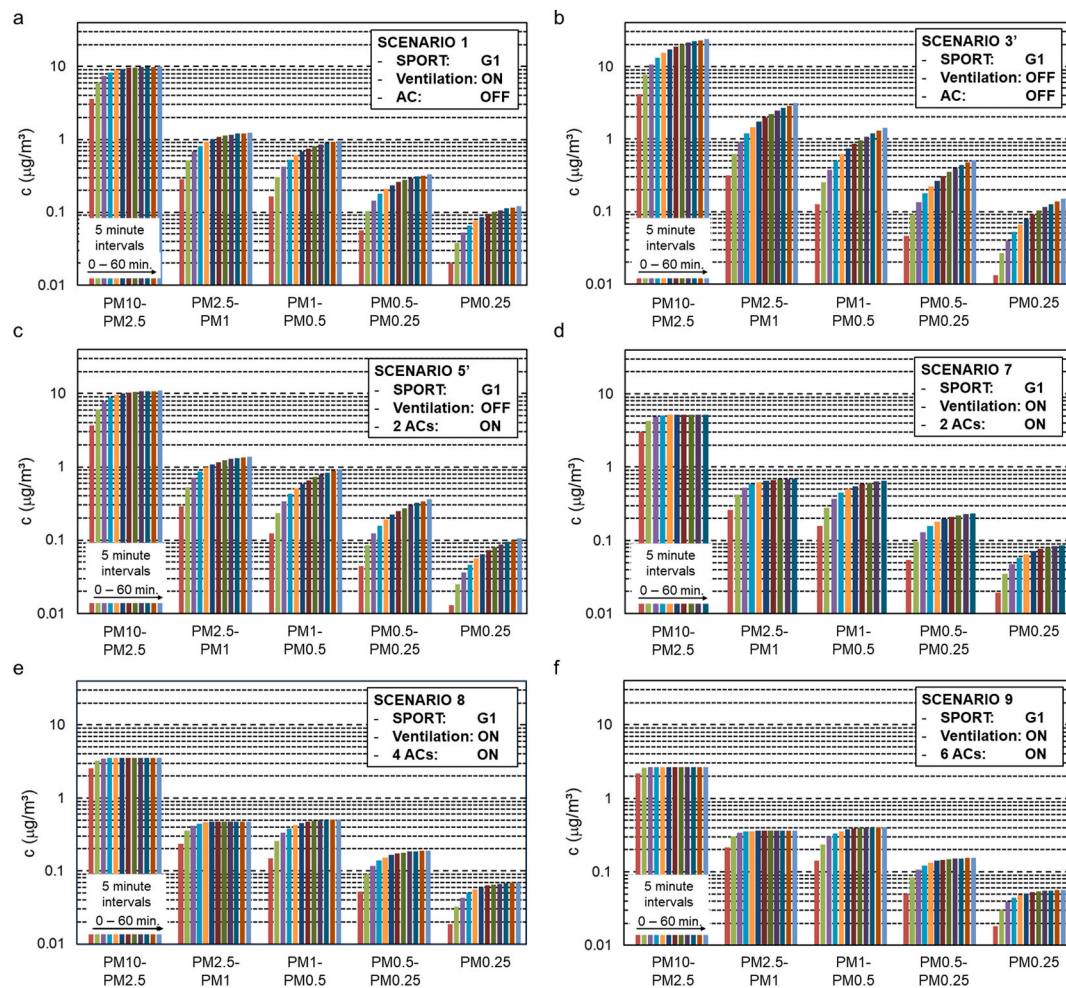 a
SCENARIO 1
- SPORT: G1
- Ventilation: ON
- AC: OFF
c (µg/m³)
10
1
0.1
0.01
5 minute
intervals
0 – 60 min.
PM10-
PM2.5
PM2.5-
PM1
PM1-
PM0.5
PM0.5-
PM0.25
PM0.25
b
SCENARIO 3’
- SPORT: G1
- Ventilation: OFF
- AC: OFF
c (µg/m³)
10
1
0.1
0.01
5 minute
intervals
0 – 60 min.
PM10-
PM2.5
PM2.5-
PM1
PM1-
PM0.5
PM0.5-
PM0.25
PM0.25
c
SCENARIO 5’
- SPORT: G1
- Ventilation: OFF
- 2 ACs: ON
c (µg/m³)
10
1
0.1
0.01
5 minute
intervals
0 – 60 min.
PM10-
PM2.5
PM2.5-
PM1
PM1-
PM0.5
PM0.5-
PM0.25
PM0.25
d
SCENARIO 7
- SPORT: G1
- Ventilation: ON
- 2 ACs: ON
c (µg/m³)
10
1
0.1
0.01
5 minute
intervals
0 – 60 min.
PM10-
PM2.5
PM2.5-
PM1
PM1-
PM0.5
PM0.5-
PM0.25
PM0.25
e
SCENARIO 8
- SPORT: G1
- Ventilation: ON
- 4 ACs: ON
c (µg/m³)
10
1
0.1
0.01
5 minute
intervals
0 – 60 min.
PM10-
PM2.5
PM2.5-
PM1
PM1-
PM0.5
PM0.5-
PM0.25
PM0.25
f
SCENARIO 9
- SPORT: G1
- Ventilation: ON
- 6 ACs: ON
c (µg/m³)
10
1
0.1
0.01
5 minute
intervals
0 – 60 min.
PM10-
PM2.5
PM2.5-
PM1
PM1-
PM0.5
PM0.5-
PM0.25
PM0.25